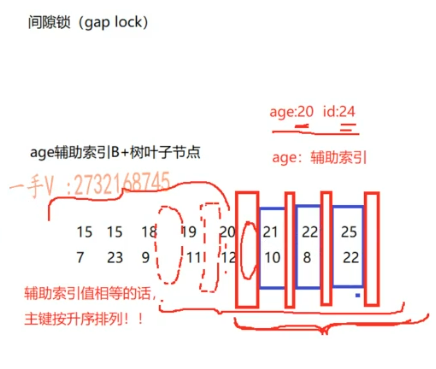 间隙锁（gap lock）
age:20 id:24
age辅助索引B+树叶子节点
age：辅助索引
一手V :2732168745
15 15 18 19 20 21 22 25
7 23 9 11 12 10 8 22
辅助索引值相等的话，
主键按升序排列！！